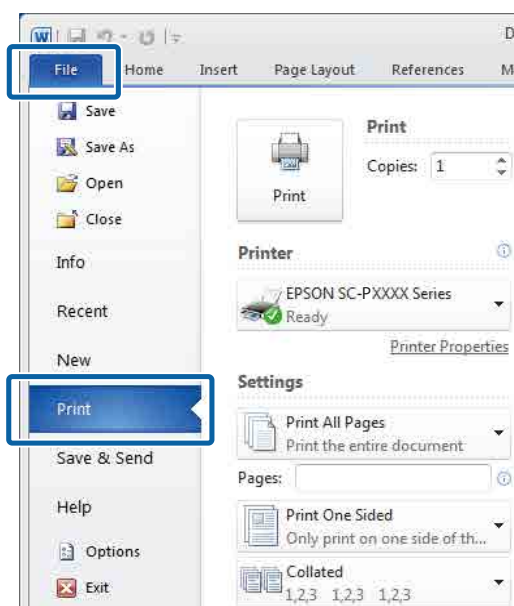 W
D
File Home Insert Page Layout References M
Save
Save As
Open
Close
Info
Recent
New
Print
Save & Send
Help
Options
Exit
Print
Print
Copies: 1
Printer
EPSON SC-PXXXX Series
Ready
Printer Properties
Settings
Print All Pages
Print the entire document
Pages:
Print One Sided
Only print on one side of th...
Collated
1,2,3 1,2,3 1,2,3